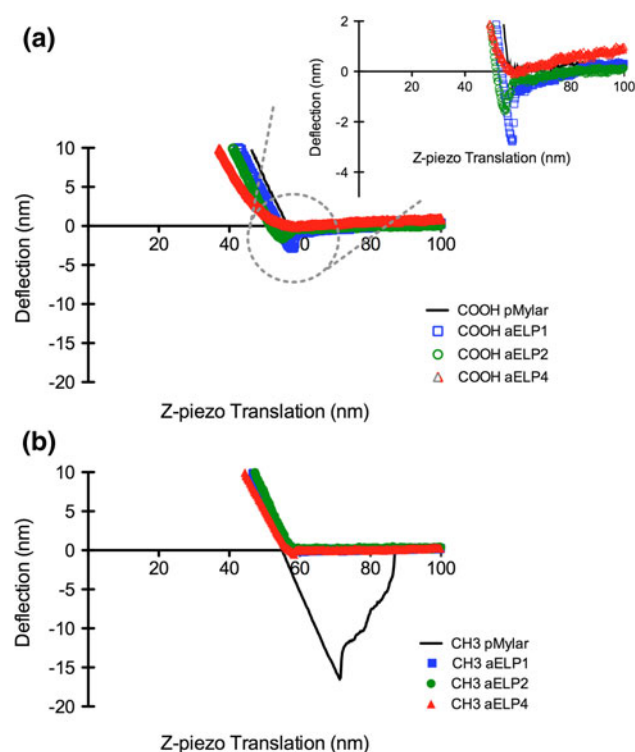 (a)
2
0
-2
-4
Deflection (nm)
20 40 60 80 100
Z-piezo Translation (nm)
10
5
0
-5
-10
-15
-20
Deflection (nm)
20 40 60 80 100
COOH pMylar
COOH aELP1
COOH aELP2
COOH aELP4
Z-piezo Translation (nm)
(b)
10
5
0
-5
-10
-15
-20
Deflection (nm)
20 40 60 80 100
CH3 pMylar
CH3 aELP1
CH3 aELP2
CH3 aELP4
Z-piezo Translation (nm)